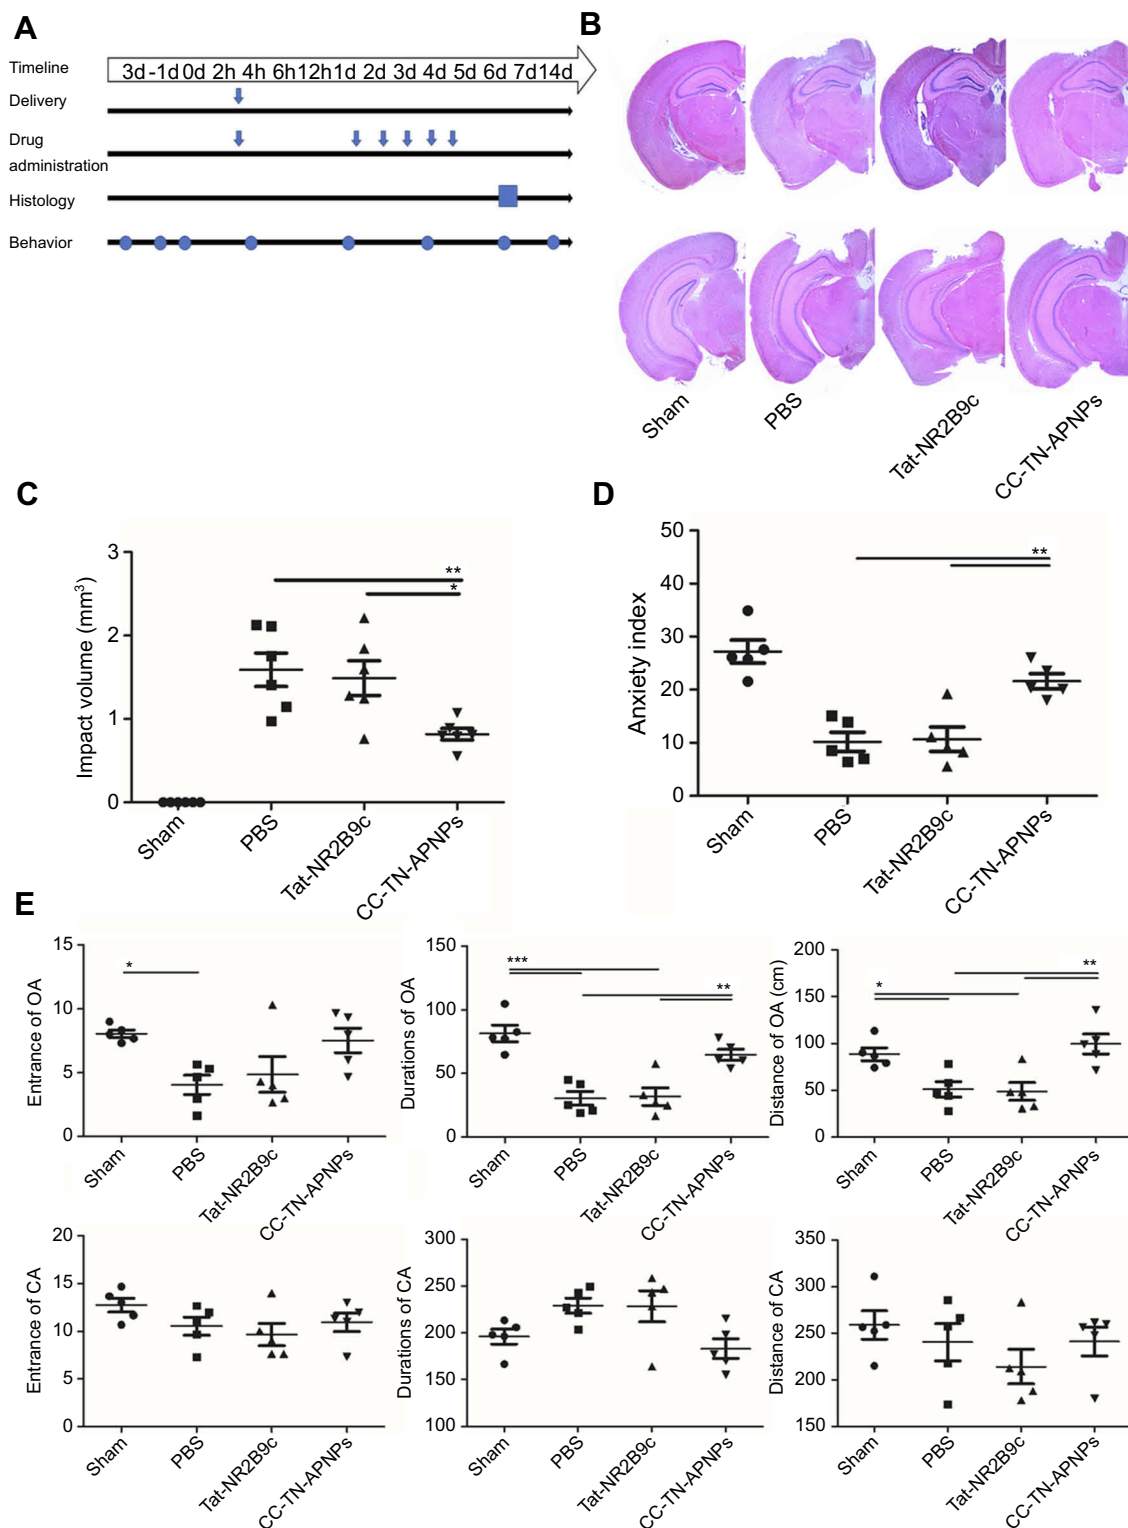 A
Timeline
3d -1d 0d 2h 4h 6h 12h 1d 2d 3d 4d 5d 6d 7d 14d
Delivery
Drug
administration
Histology
Behavior
B
Sham
PBS
Tat-NR2B9c
CC-TN-APNPs
C
Impact volume (mm³)
3
2
1
0
**
*
Sham
PBS
Tat-NR2B9c
CC-TN-APNPs
D
Anxiety index
50
40
30
20
10
0
**
Sham
PBS
Tat-NR2B9c
CC-TN-APNPs
E
Entrance of OA
15
10
5
0
*
Sham
PBS
Tat-NR2B9c
CC-TN-APNPs
Durations of OA
150
100
50
0
***
**
Sham
PBS
Tat-NR2B9c
CC-TN-APNPs
Distance of OA (cm)
200
150
100
50
0
*
**
Sham
PBS
Tat-NR2B9c
CC-TN-APNPs
Entrance of CA
20
15
10
5
0
Sham
PBS
Tat-NR2B9c
CC-TN-APNPs
Durations of CA
300
250
200
150
100
Sham
PBS
Tat-NR2B9c
CC-TN-APNPs
Distance of CA
350
300
250
200
150
Sham
PBS
Tat-NR2B9c
CC-TN-APNPs